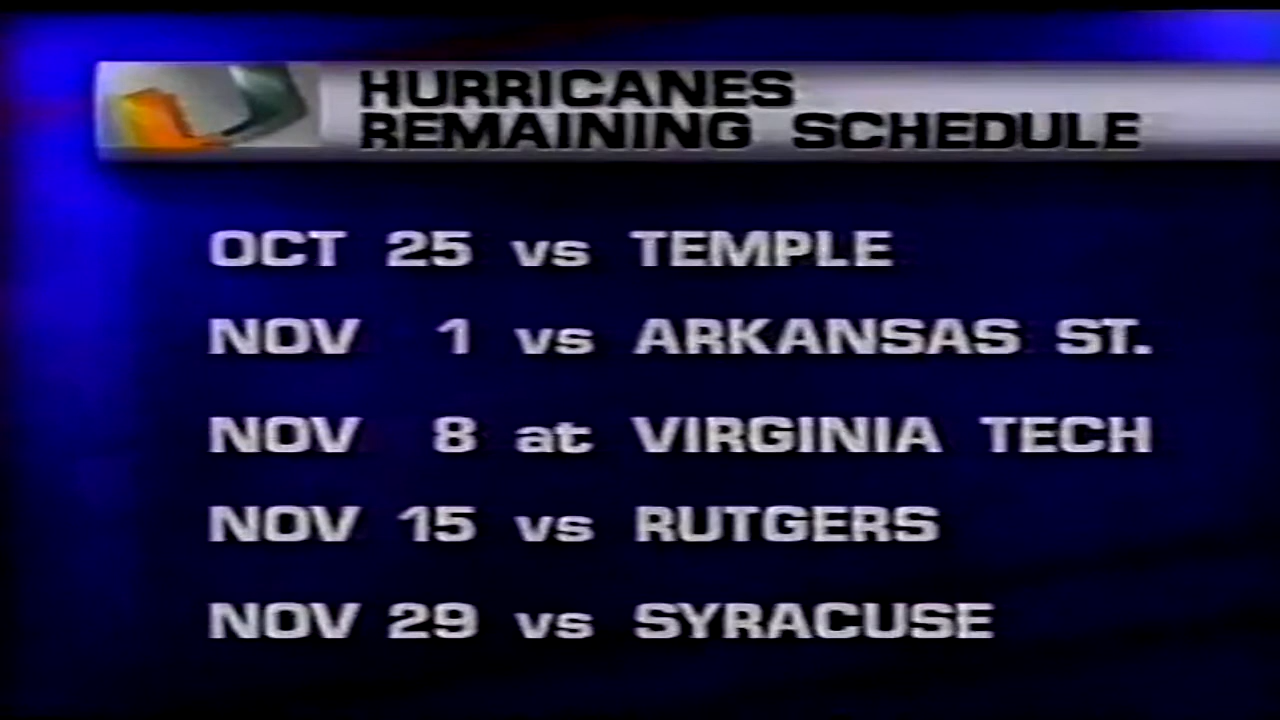 HURRICANES
REMAINING SCHEDULE
OCT 25 vs TEMPLE
NOV 1 vs ARKANSAS ST.
NOV 8 at VIRGINIA TECH
NOV 15 vs RUTGERS
NOV 29 vs SYRACUSE